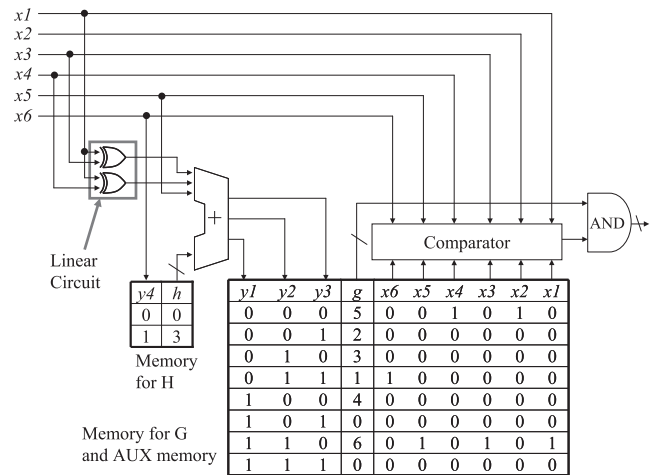 x1
x2
x3
x4
x5
x6
+
AND
Comparator
Linear
Circuit
y4 h
0 0
1 3
Memory
for H
y1 y2 y3 g x6 x5 x4 x3 x2 x1
0 0 0 5 0 0 1 0 1 0
0 0 1 2 0 0 0 0 0 0
0 1 0 3 0 0 0 0 0 0
0 1 1 1 1 0 0 0 0 0
1 0 0 4 0 0 0 0 0 0
1 0 1 0 0 0 0 0 0
1 1 0 6 0 1 0 1 0 1
1 1 1 0 0 0 0 0 0
Memory for G
and AUX memory